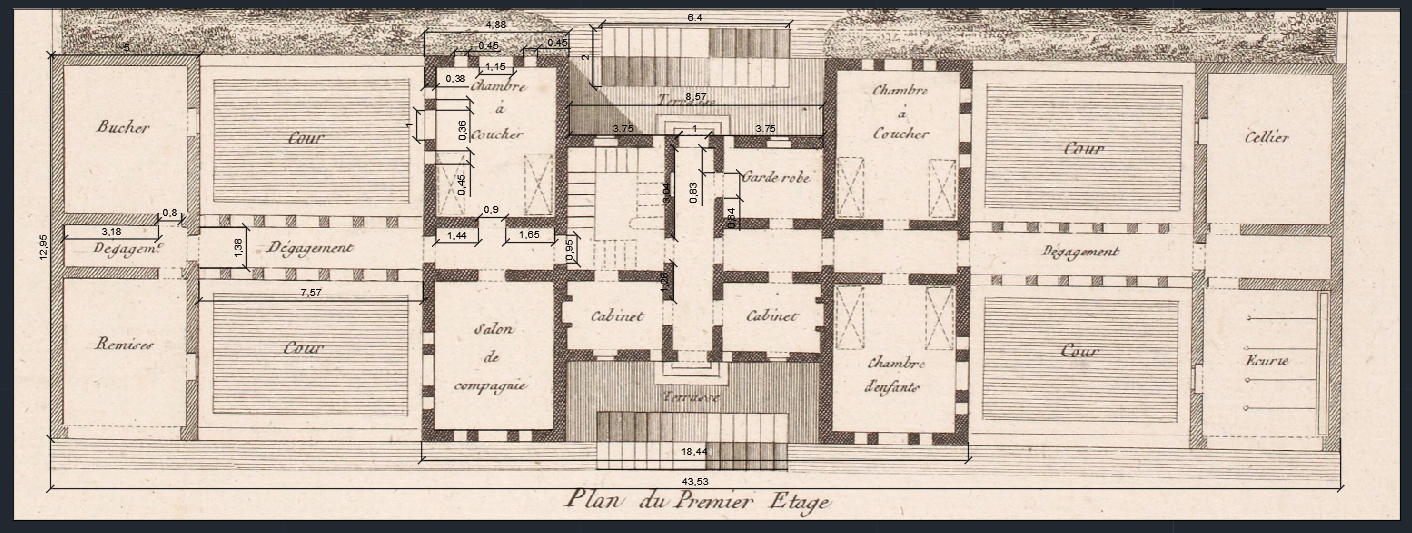 6.4
4,88
0.45
0.45
5
2
1,15
0,38
Chambre
à
Coucher
8,57
Terrasse
3.75
1
3.75
Chambre
à
Coucher
Bucher
Cour
1
0,36
0,45
Garde robe
3,04
0,83
0,84
Cour
Cellier
0,8
3,18
Dégagem.t
12,95
1,38
Dégagement
0,9
1,44
1,65
0,95
Dégagement
7,57
1,28
Remises
Cour
Salon
de
compagnie
Cabinet
Cabinet
Chambre
d'enfants
Cour
Ecurie
Terrasse
18,44
43,53
Plan du Premier Etage